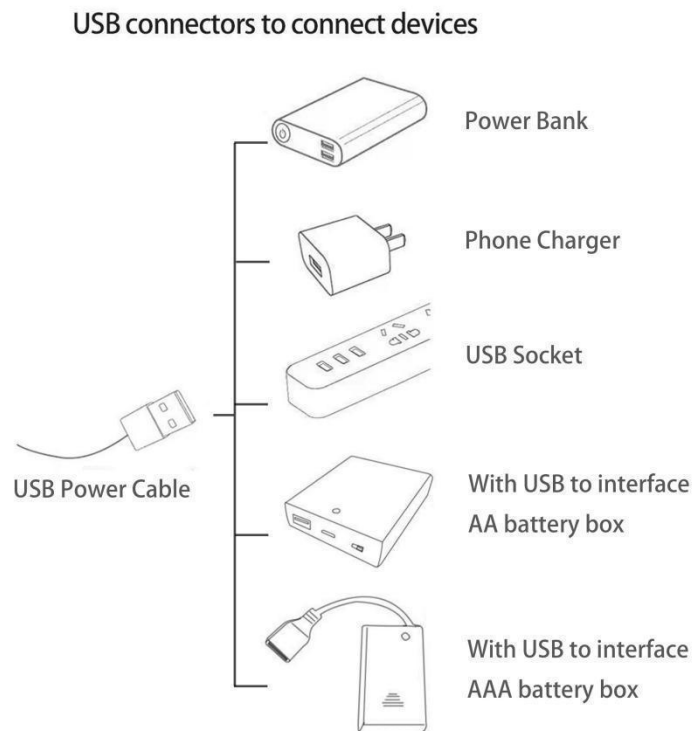 USB connectors to connect devices
Power Bank
Phone Charger
USB Socket
USB Power Cable
With USB to interface
AA battery box
With USB to interface
AAA battery box